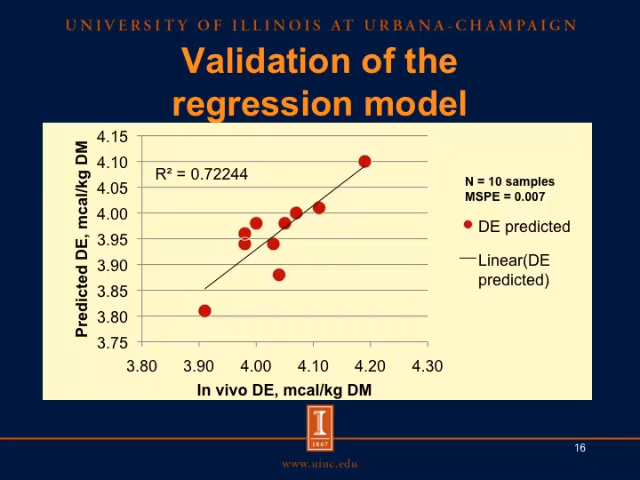 UNIVERSITY OF ILLINOIS AT URBANA-CHAMPAIGN
Validation of the
regression model
4.15
4.10
4.05
4.00
3.95
3.90
3.85
3.80
3.75
Predicted DE, mcal/kg DM
R² = 0.72244
N = 10 samples
MSPE = 0.007
DE predicted
Linear(DE
predicted)
3.80 3.90 4.00 4.10 4.20 4.30
In vivo DE, mcal/kg DM
I
1867
16
www.uiuc.edu